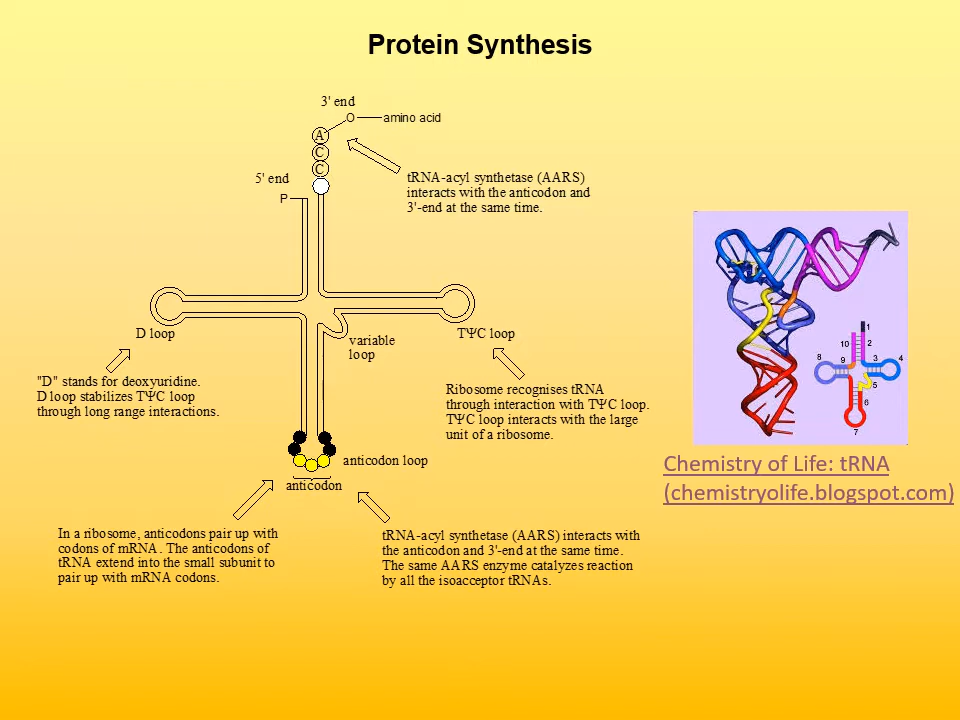 Protein Synthesis
3' end
O
amino acid
A
C
C
5' end
P
tRNA-acyl synthetase (AARS)
interacts with the anticodon and
3'-end at the same time.
D loop
variable
loop
TΨC loop
"D" stands for deoxyuridine.
D loop stabilizes TΨC loop
through long range interactions.
Ribosome recognises tRNA
through interaction with TΨC loop.
TΨC loop interacts with the large
unit of a ribosome.
anticodon loop
anticodon
In a ribosome, anticodons pair up with
codons of mRNA. The anticodons of
tRNA extend into the small subunit to
pair up with mRNA codons.
tRNA-acyl synthetase (AARS) interacts with
the anticodon and 3'-end at the same time.
The same AARS enzyme catalyzes reaction
by all the isoacceptor tRNAs.
1
10
2
8
9
3
4
5
6
7
Chemistry of Life: tRNA
(chemistryolife.blogspot.com)